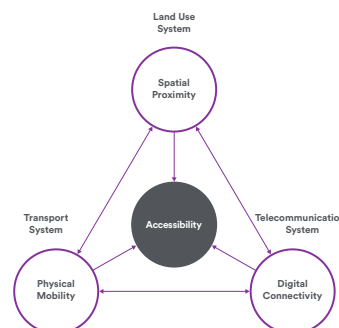 Land Use
System
Spatial
Proximity
Accessibility
Transport
System
Telecommunicatio
System
Physical
Mobility
Digital
Connectivity